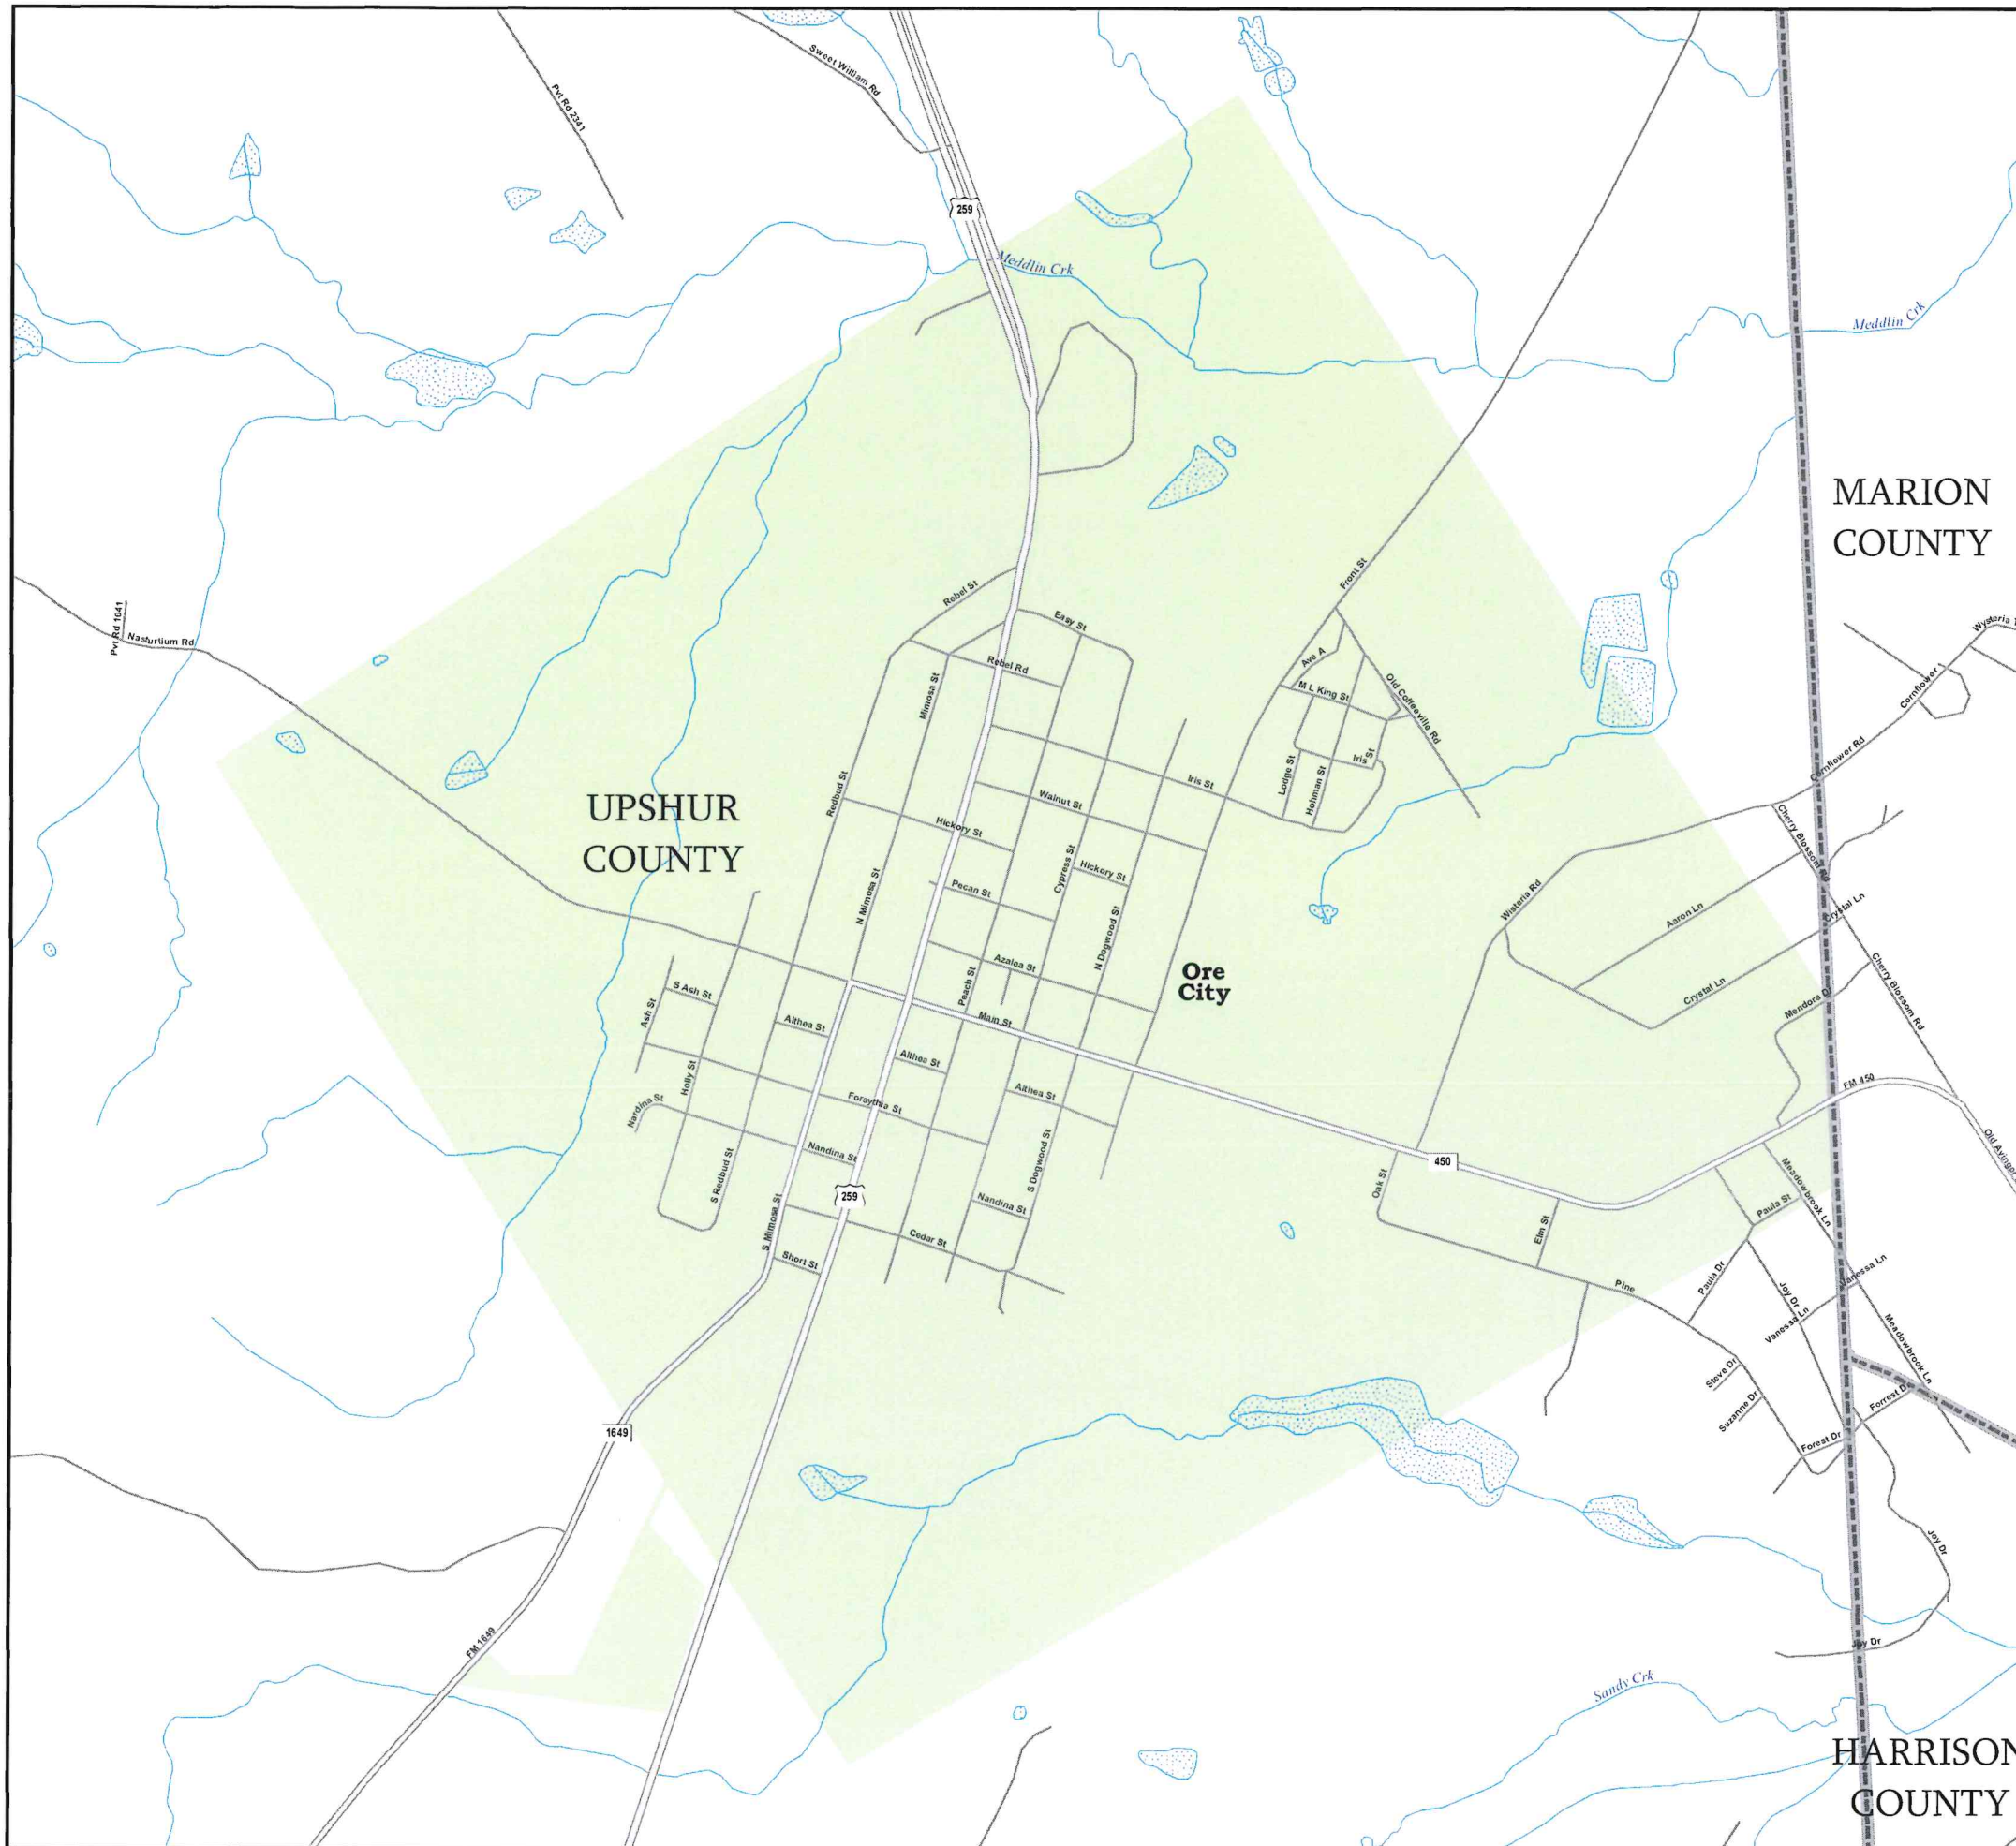 Sweet William Rd
Pvt Rd 2341
259
Meddlin Crk
Meddlin Crk
MARION
COUNTY
Front St
Rebel St
Easy St
Pvt Rd 1041
Nasturtium Rd
Rebel Rd
Ave A
M L King St
Old Coffeeville Rd
Mimosa St
Cornflower
Cornflower Rd
Iris St
Iris St
Lodge St
Hohman St
Redbud St
Walnut St
UPSHUR
COUNTY
Hickory St
Cherry Blossom Rd
Cypress St
Hickory St
N Mimosa St
Pecan St
Wisteria Rd
Aaron Ln
Crystal Ln
N Dogwood St
Azalea St
Ore
City
Peach St
S Ash St
Ash St
Crystal Ln
Cherry Blossom Rd
Mendora Dr
Main St
Althea St
Althea St
Holly St
Althea St
FM 450
Nardina St
Forsythia St
Nandina St
S Dogwood St
450
Oak St
Meadowbrook Ln
S Redbud St
259
Nandina St
Paula St
S Mimosa St
Cedar St
Elm St
Short St
Pine
Paula Dr
Joy Dr
Vanessa Ln
Vanessa Ln
Meadowbrook Ln
Steve Dr
Suzanne Dr
Forrest D
1649
Forest Dr
Joy Dr
FM 1649
Joy Dr
Sandy Crk
HARRISON
COUNTY